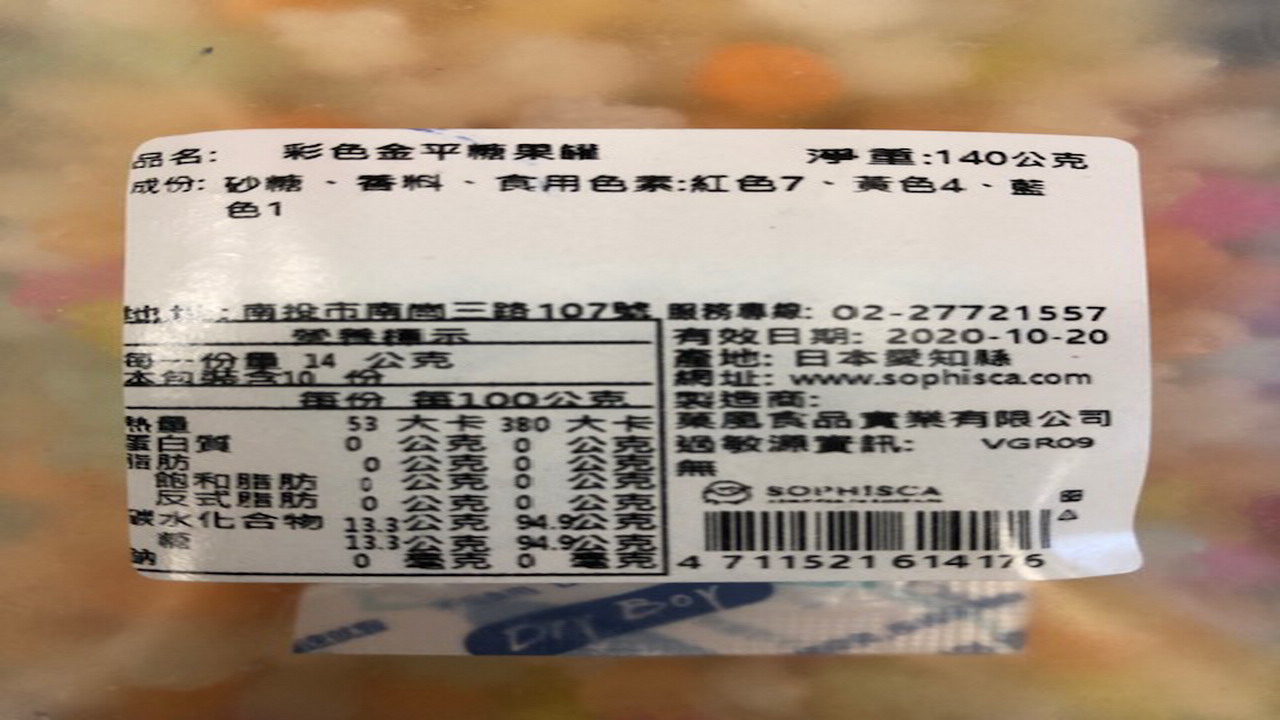 品名: 彩色金平糖果罐 淨重:140公克
成份: 砂糖、香料、食用色素:紅色7、黃色4、藍
色1
地址: 南投市南崗三路107號 服務專線: 02-27721557
營養標示
每一份量 14 公克
本包裝含10 份
每份 每100公克
熱量 53 大卡 380 大卡
蛋白質 0 公克 0 公克
脂肪 0 公克 0 公克
飽和脂肪 0 公克 0 公克
反式脂肪 0 公克 0 公克
碳水化合物 13.3公克 94.9公克
糖 13.3公克 94.9公克
鈉 0 毫克 0 毫克
有效日期: 2020-10-20
產地: 日本愛知縣
網址: www.sophisca.com
製造商:
菓風食品實業有限公司
過敏源資訊: VGR09
無
SOPHISCA
4 711521 614176
Dry Boy